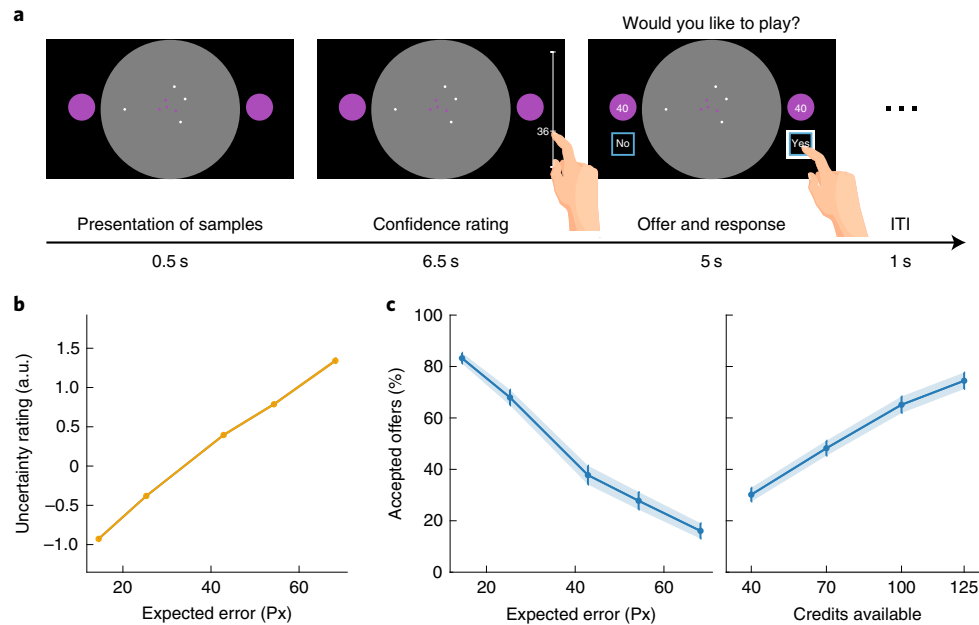 a
Would you like to play?
36
40
40
No
Yes
...
Presentation of samples
Confidence rating
Offer and response
ITI
0.5 s
6.5 s
5 s
1 s
b
Uncertainty rating (a.u.)
1.5
1.0
0.5
0
−0.5
−1.0
20
40
60
Expected error (Px)
c
Accepted offers (%)
100
80
60
40
20
0
20
40
60
Expected error (Px)
40
70
100
125
Credits available